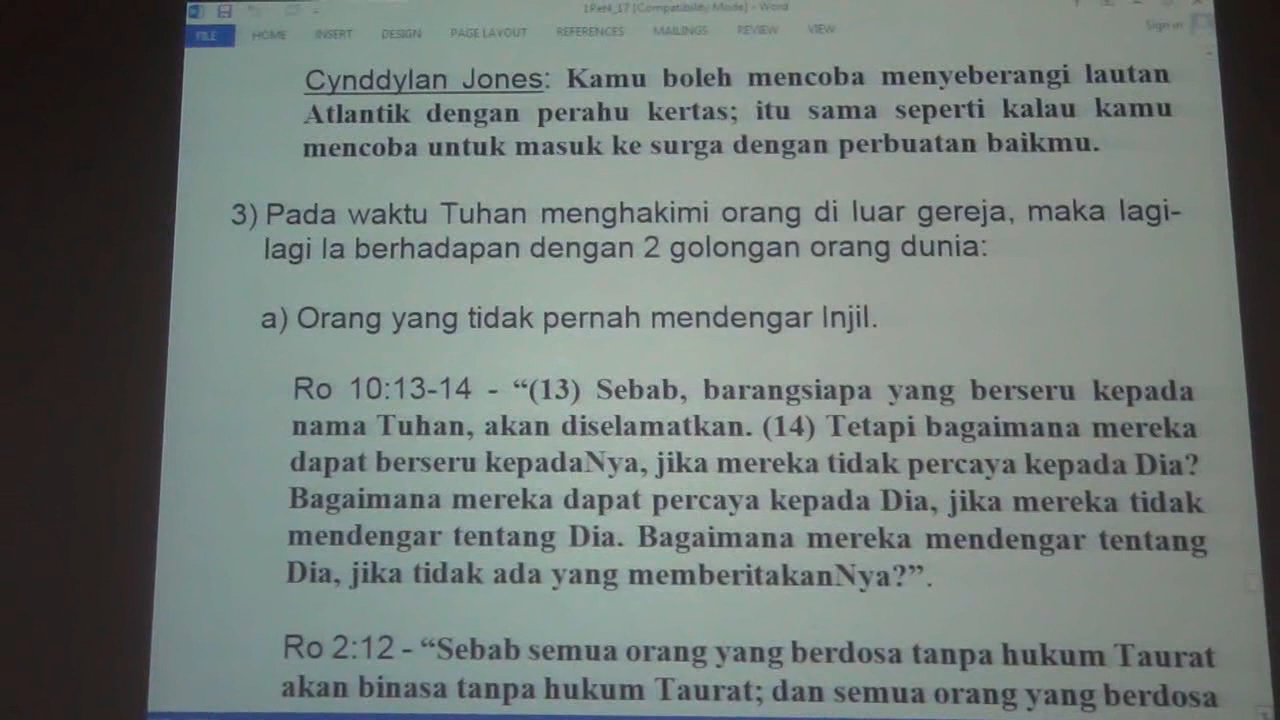 1Pet4_17 [Compatibility Mode] - Word
FILE HOME INSERT DESIGN PAGE LAYOUT REFERENCES MAILINGS REVIEW VIEW Sign in
Cynddylan Jones: Kamu boleh mencoba menyeberangi lautan
Atlantik dengan perahu kertas; itu sama seperti kalau kamu
mencoba untuk masuk ke surga dengan perbuatan baikmu.
3) Pada waktu Tuhan menghakimi orang di luar gereja, maka lagi-
lagi Ia berhadapan dengan 2 golongan orang dunia:
a) Orang yang tidak pernah mendengar Injil.
Ro 10:13-14 - “(13) Sebab, barangsiapa yang berseru kepada
nama Tuhan, akan diselamatkan. (14) Tetapi bagaimana mereka
dapat berseru kepadaNya, jika mereka tidak percaya kepada Dia?
Bagaimana mereka dapat percaya kepada Dia, jika mereka tidak
mendengar tentang Dia. Bagaimana mereka mendengar tentang
Dia, jika tidak ada yang memberitakanNya?”.
Ro 2:12 - “Sebab semua orang yang berdosa tanpa hukum Taurat
akan binasa tanpa hukum Taurat; dan semua orang yang berdosa